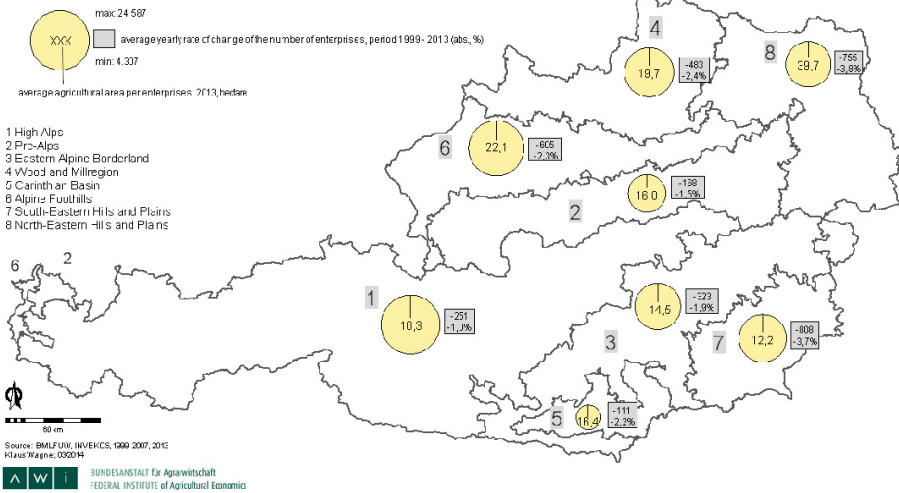 max: 24 587
XXX
average yearly rate of change of the number of enterprises, period 1999 - 2013 (abs., %)
min: 4.337
average agricultural area per enterprises, 2013, hectare
1 High Alps
2 Pre-Alps
3 Eastern Alpine Borderland
4 Wood and Millregion
5 Carinthian Basin
6 Alpine Foothills
7 South-Eastern Hills and Plains
8 North-Eastern Hills and Plains
4
19,7
-483
-2,4%
8
39,7
-755
-3,8%
6
22,1
-605
-2,3%
2
16,0
-1,5%
6
2
1
10,3
-251
3
14,5
-1,9%
7
12,2
-808
-3,7%
5
16,4
-111
-2,2%
60 km
Source: BMLFUW, INVEKOS, 1999, 2007, 2013
Klaus Wagner, 03/2014
A W I
BUNDESANSTALT für Agrarwirtschaft
FEDERAL INSTITUTE of Agricultural Economics